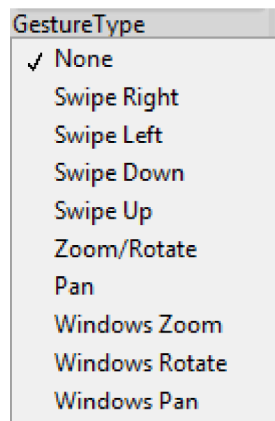 GestureType
✓ None
Swipe Right
Swipe Left
Swipe Down
Swipe Up
Zoom/Rotate
Pan
Windows Zoom
Windows Rotate
Windows Pan